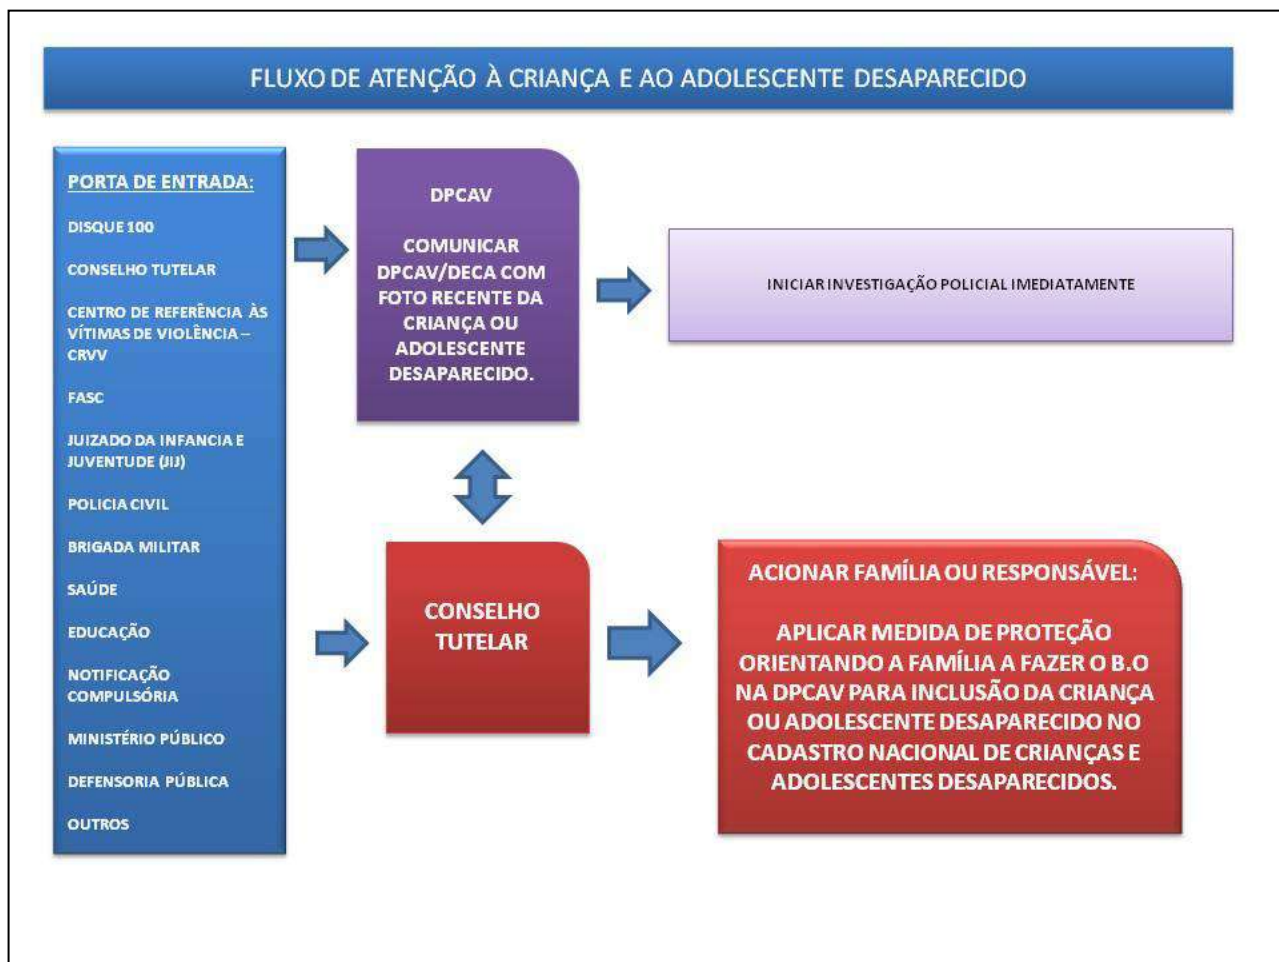 FLUXO DE ATENÇÃO À CRIANÇA E AO ADOLESCENTE DESAPARECIDO
PORTA DE ENTRADA:
DISQUE 100
CONSELHO TUTELAR
CENTRO DE REFERÊNCIA ÀS
VÍTIMAS DE VIOLÊNCIA –
CRVV
FASC
JUIZADO DA INFANCIA E
JUVENTUDE (JIJ)
POLICIA CIVIL
BRIGADA MILITAR
SAÚDE
EDUCAÇÃO
NOTIFICAÇÃO
COMPULSÓRIA
MINISTÉRIO PÚBLICO
DEFENSORIA PÚBLICA
OUTROS
DPCAV
COMUNICAR
DPCAV/DECA COM
FOTO RECENTE DA
CRIANÇA OU
ADOLESCENTE
DESAPARECIDO.
INICIAR INVESTIGAÇÃO POLICIAL IMEDIATAMENTE
CONSELHO
TUTELAR
ACIONAR FAMÍLIA OU RESPONSÁVEL:
APLICAR MEDIDA DE PROTEÇÃO
ORIENTANDO A FAMÍLIA A FAZER O B.O
NA DPCAV PARA INCLUSÃO DA CRIANÇA
OU ADOLESCENTE DESAPARECIDO NO
CADASTRO NACIONAL DE CRIANÇAS E
ADOLESCENTES DESAPARECIDOS.